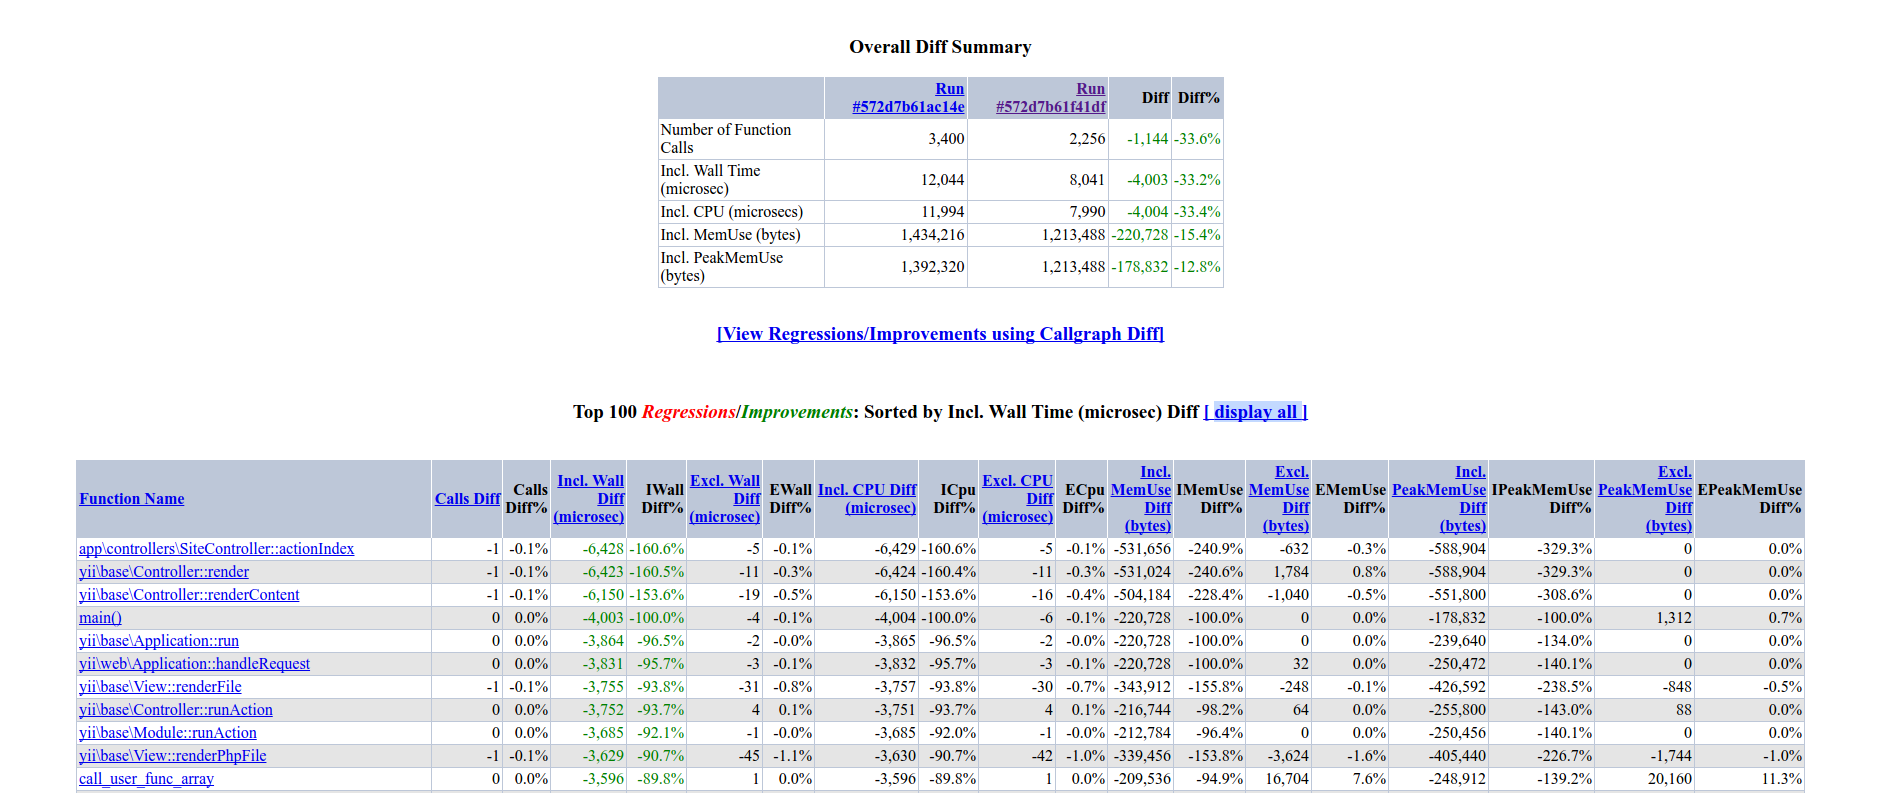 Overall Diff Summary
Run #572d7b61ac14e Run #572d7b61f41df Diff Diff%
Number of Function Calls 3,400 2,256 -1,144 -33.6%
Incl. Wall Time (microsec) 12,044 8,041 -4,003 -33.2%
Incl. CPU (microsecs) 11,994 7,990 -4,004 -33.4%
Incl. MemUse (bytes) 1,434,216 1,213,488 -220,728 -15.4%
Incl. PeakMemUse (bytes) 1,392,320 1,213,488 -178,832 -12.8%
[View Regressions/Improvements using Callgraph Diff]
Top 100 Regressions/Improvements: Sorted by Incl. Wall Time (microsec) Diff [ display all ]
Function Name Calls Diff Calls Diff% Incl. Wall Diff (microsec) IWall Diff% Excl. Wall Diff (microsec) EWall Diff% Incl. CPU Diff (microsec) ICpu Diff% Excl. CPU Diff (microsec) ECpu Diff% Incl. MemUse Diff (bytes) IMemUse Diff% Excl. MemUse Diff (bytes) EMemUse Diff% Incl. PeakMemUse Diff (bytes) IPeakMemUse Diff% Excl. PeakMemUse Diff (bytes) EPeakMemUse Diff%
app\controllers\SiteController::actionIndex -1 -0.1% -6,428 -160.6% -5 -0.1% -6,429 -160.6% -5 -0.1% -531,656 -240.9% -632 -0.3% -588,904 -329.3% 0 0.0%
yii\base\Controller::render -1 -0.1% -6,423 -160.5% -11 -0.3% -6,424 -160.4% -11 -0.3% -531,024 -240.6% 1,784 0.8% -588,904 -329.3% 0 0.0%
yii\base\Controller::renderContent -1 -0.1% -6,150 -153.6% -19 -0.5% -6,150 -153.6% -16 -0.4% -504,184 -228.4% -1,040 -0.5% -551,800 -308.6% 0 0.0%
main() 0 0.0% -4,003 -100.0% -4 -0.1% -4,004 -100.0% -6 -0.1% -220,728 -100.0% 0 0.0% -178,832 -100.0% 1,312 0.7%
yii\base\Application::run 0 0.0% -3,864 -96.5% -2 -0.0% -3,865 -96.5% -2 -0.0% -220,728 -100.0% 0 0.0% -239,640 -134.0% 0 0.0%
yii\web\Application::handleRequest 0 0.0% -3,831 -95.7% -3 -0.1% -3,832 -95.7% -3 -0.1% -220,728 -100.0% 32 0.0% -250,472 -140.1% 0 0.0%
yii\base\View::renderFile -1 -0.1% -3,755 -93.8% -31 -0.8% -3,757 -93.8% -30 -0.7% -343,912 -155.8% -248 -0.1% -426,592 -238.5% -848 -0.5%
yii\base\Controller::runAction 0 0.0% -3,752 -93.7% 4 0.1% -3,751 -93.7% 4 0.1% -216,744 -98.2% 64 0.0% -255,800 -143.0% 88 0.0%
yii\base\Module::runAction 0 0.0% -3,685 -92.1% -1 -0.0% -3,685 -92.0% -1 -0.0% -212,784 -96.4% 0 0.0% -250,456 -140.1% 0 0.0%
yii\base\View::renderPhpFile -1 -0.1% -3,629 -90.7% -45 -1.1% -3,630 -90.7% -42 -1.0% -339,456 -153.8% -3,624 -1.6% -405,440 -226.7% -1,744 -1.0%
call_user_func_array 0 0.0% -3,596 -89.8% 1 0.0% -3,596 -89.8% 1 0.0% -209,536 -94.9% 16,704 7.6% -248,912 -139.2% 20,160 11.3%